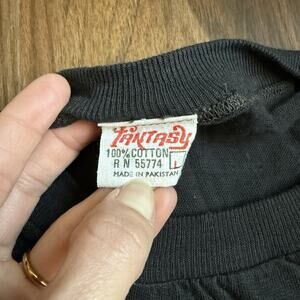 FANTASY
100% COTTON
R N 55774 L
MADE IN PAKISTAN